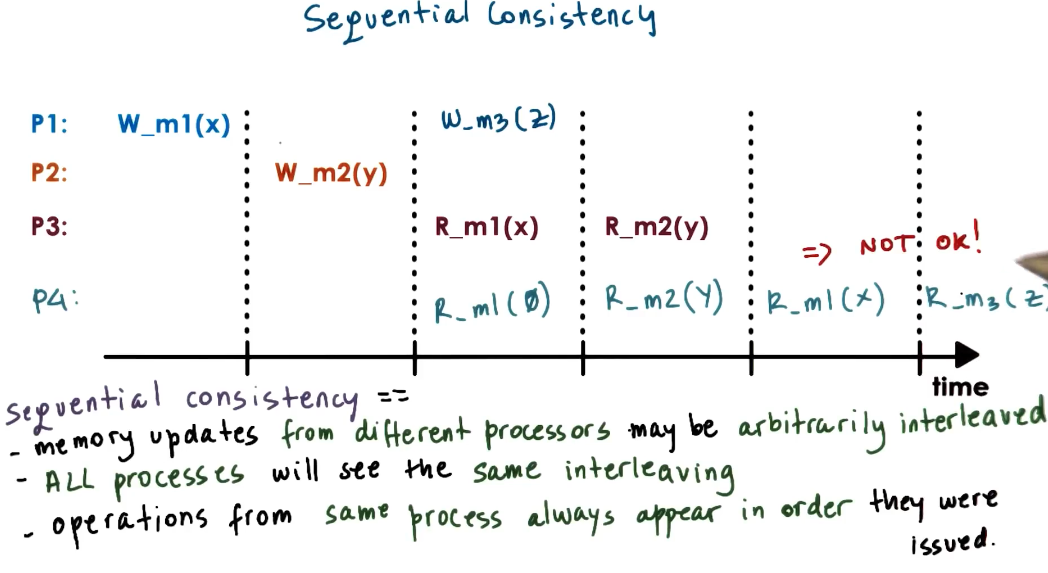 Sequential Consistency
P1: W_m1(x) W_m3(z)
P2: W_m2(y)
P3: R_m1(x) R_m2(y)
=> NOT OK!
P4: R_m1(0) R_m2(y) R_m1(x) R_m3(z)
time
sequential consistency ==
- memory updates from different processors may be arbitrarily interleaved
- ALL processes will see the same interleaving
- operations from same process always appear in order they were
issued.